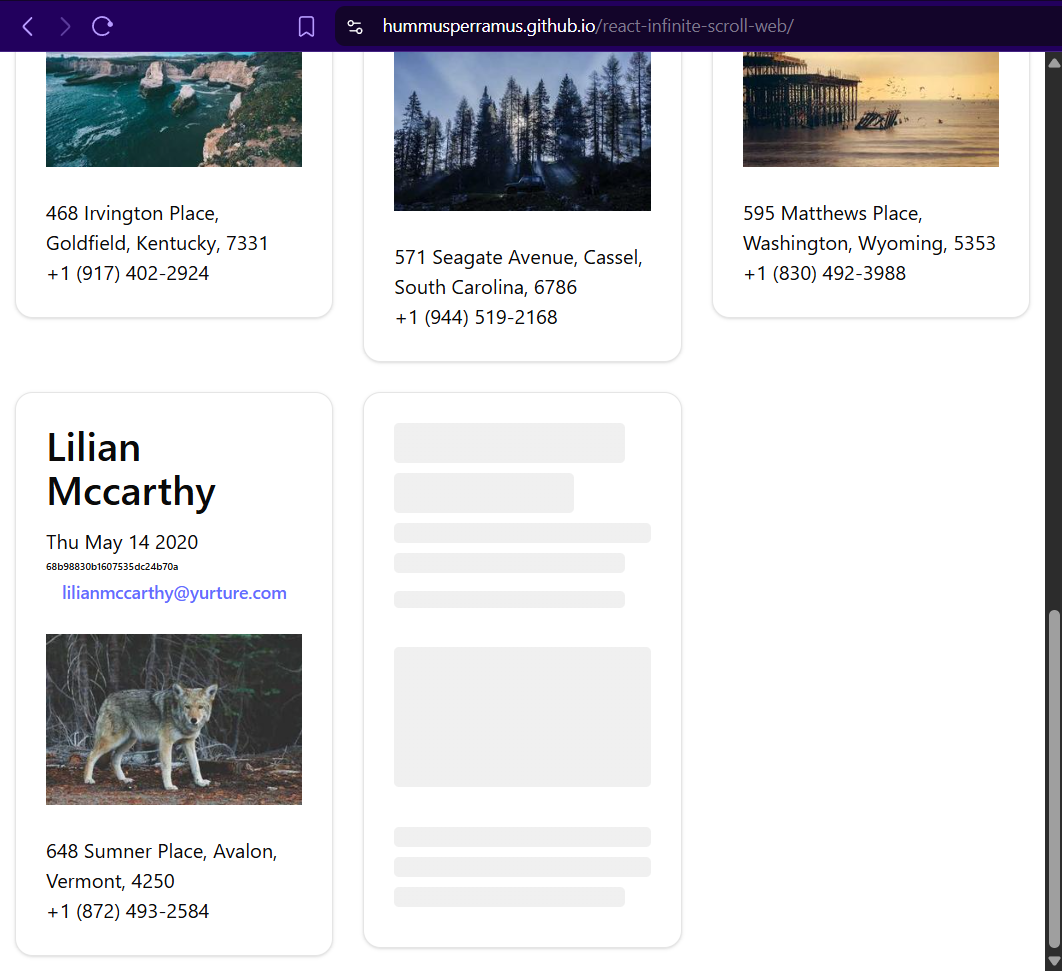 hummusperramus.github.io/react-infinite-scroll-web/
468 Irvington Place,
Goldfield, Kentucky, 7331
+1 (917) 402-2924
571 Seagate Avenue, Cassel,
South Carolina, 6786
+1 (944) 519-2168
595 Matthews Place,
Washington, Wyoming, 5353
+1 (830) 492-3988
Lilian
Mccarthy
Thu May 14 2020
68b98830b1607535dc24b70a
lilianmccarthy@yurture.com
648 Sumner Place, Avalon,
Vermont, 4250
+1 (872) 493-2584